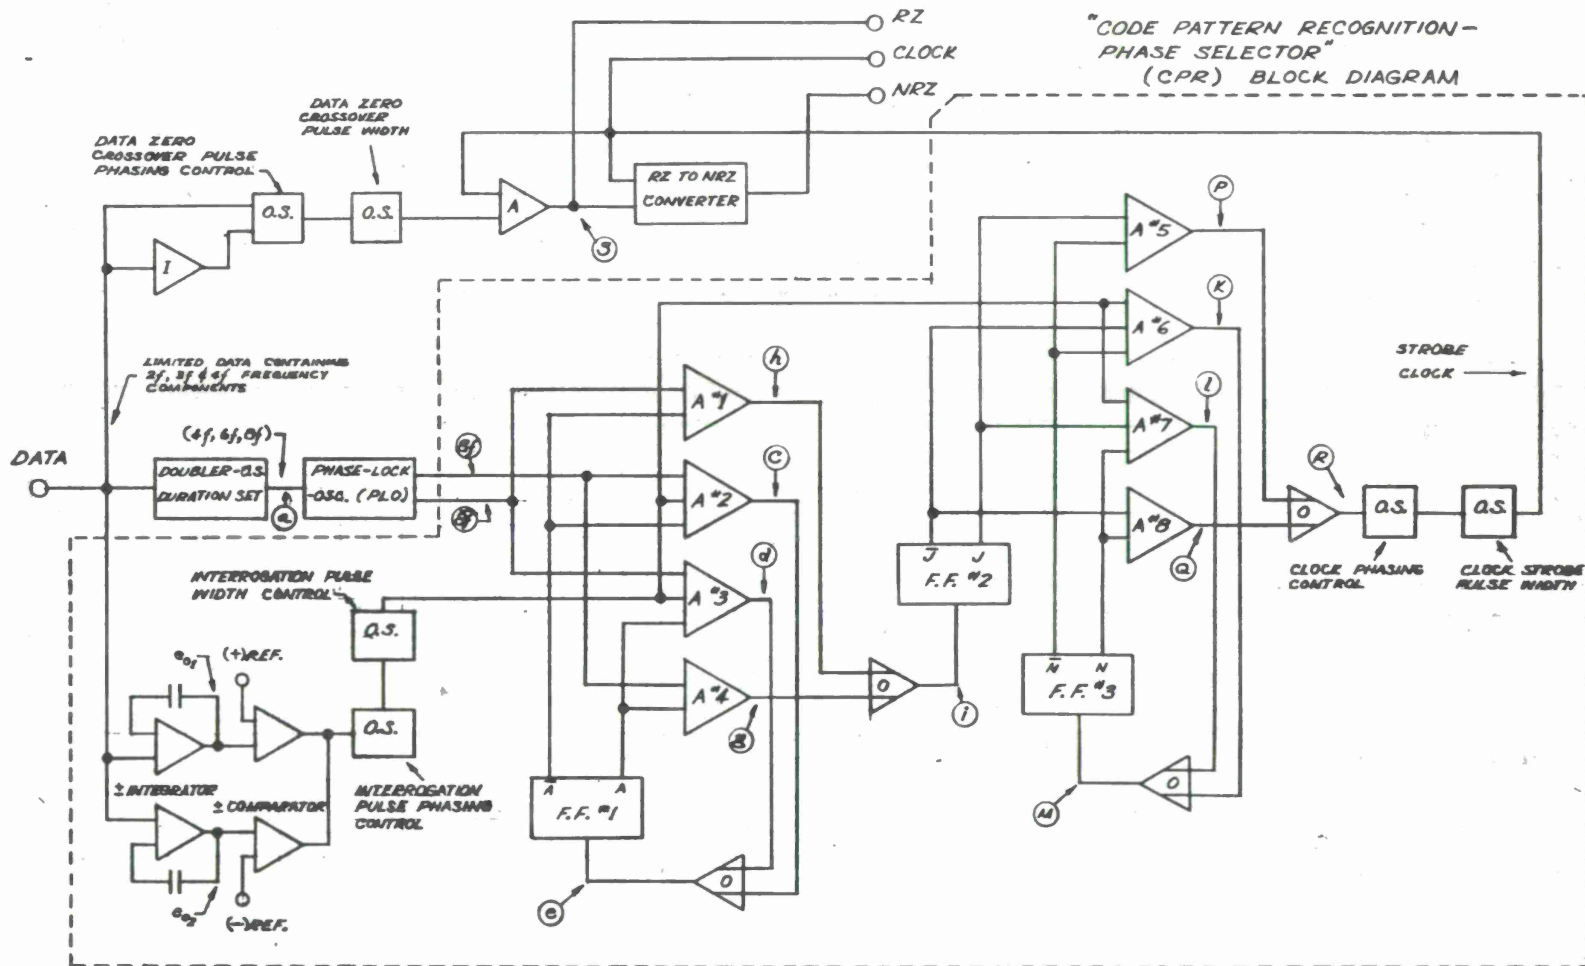 "CODE PATTERN RECOGNITION-
PHASE SELECTOR"
(CPR) BLOCK DIAGRAM
RZ
CLOCK
NRZ
DATA ZERO
CROSSOVER
PULSE WIDTH
DATA ZERO
CROSSOVER PULSE
PHASING CONTROL
O.S.
O.S.
A
RZ TO NRZ
CONVERTER
I
3
A #5
P
A #6
K
STROBE
CLOCK
LIMITED DATA CONTAINING
2f, 3f & 4f FREQUENCY
COMPONENTS
A #1
h
A #7
l
(4f, 6f, 8f)
DATA
DOUBLER-O.S.
DURATION SET
a
PHASE-LOCK
OSC. (PLO)
8f
8f
A #2
C
A #8
Q
O
R
O.S.
O.S.
CLOCK PHASING
CONTROL
CLOCK STROBE
PULSE WIDTH
J̅ J
F.F. #2
INTERROGATION PULSE
WIDTH CONTROL
O.S.
A #3
d
e01
(+)REF.
O.S.
A #4
g
O
i
N̅ N
F.F. #3
± INTEGRATOR
± COMPARATOR
INTERROGATION
PULSE PHASING
CONTROL
A̅ A
F.F. #1
M
O
e02
(-)REF.
e
O